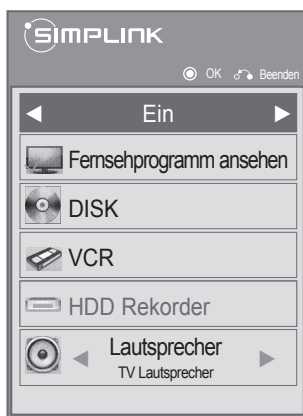 SIMPLINK
OK Beenden
Ein
Fernsehprogramm ansehen
DISK
VCR
HDD Rekorder
Lautsprecher
TV Lautsprecher